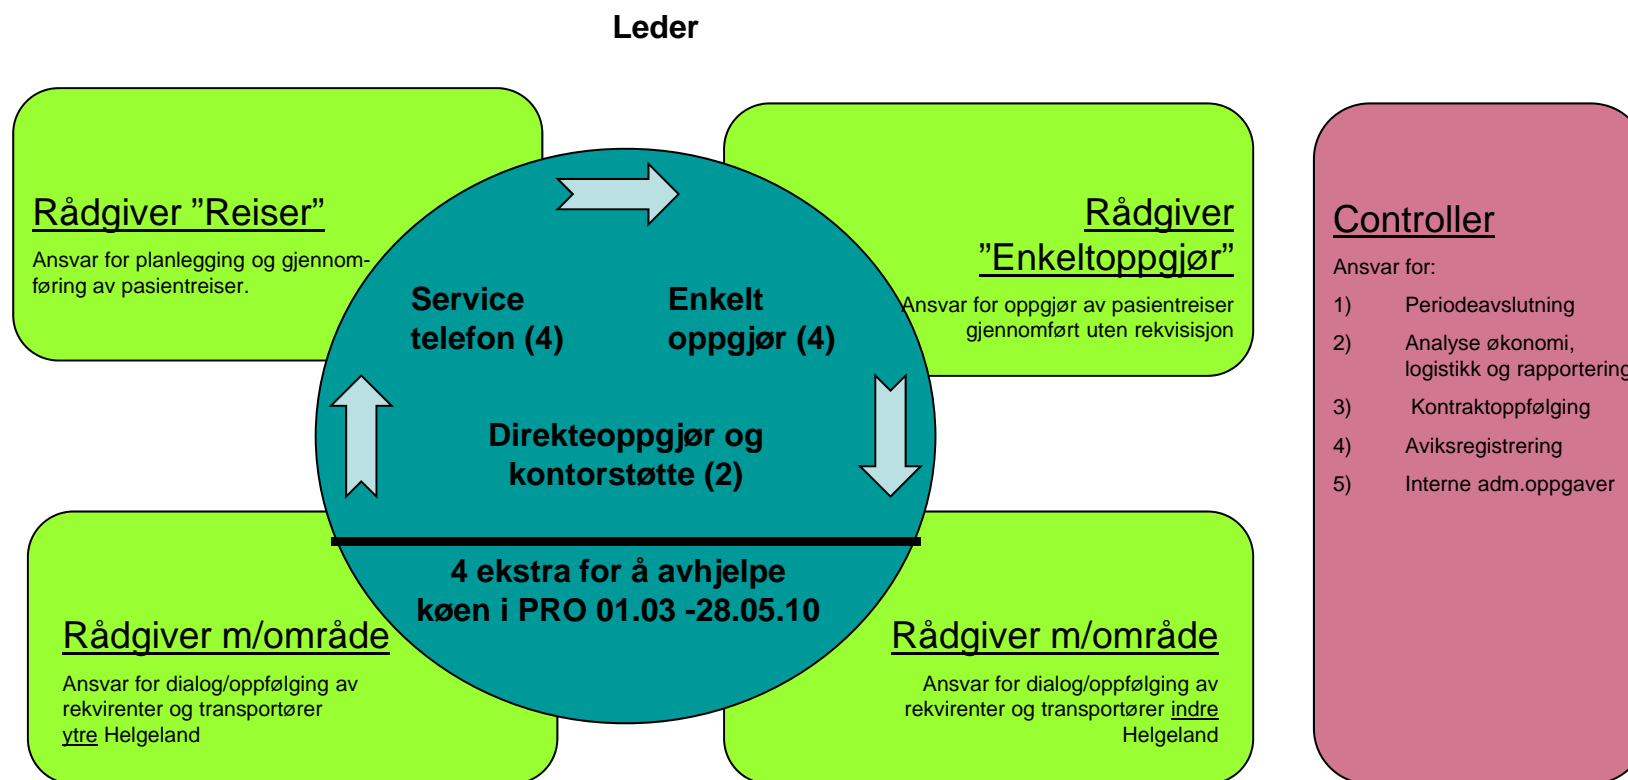 Leder
Rådgiver ”Reiser”
Ansvar for planlegging og gjennom-
føring av pasientreiser.
Rådgiver
”Enkeltoppgjør”
Ansvar for oppgjør av pasientreiser
gjennomført uten rekvisisjon
Service
telefon (4)
Enkelt
oppgjør (4)
Direkteoppgjør og
kontorstøtte (2)
4 ekstra for å avhjelpe
køen i PRO 01.03 -28.05.10
Rådgiver m/område
Ansvar for dialog/oppfølging av
rekvirenter og transportører
ytre Helgeland
Rådgiver m/område
Ansvar for dialog/oppfølging av
rekvirenter og transportører indre
Helgeland
Controller
Ansvar for:
1) Periodeavslutning
2) Analyse økonomi,
logistikk og rapportering
3) Kontraktoppfølging
4) Aviksregistrering
5) Interne adm.oppgaver